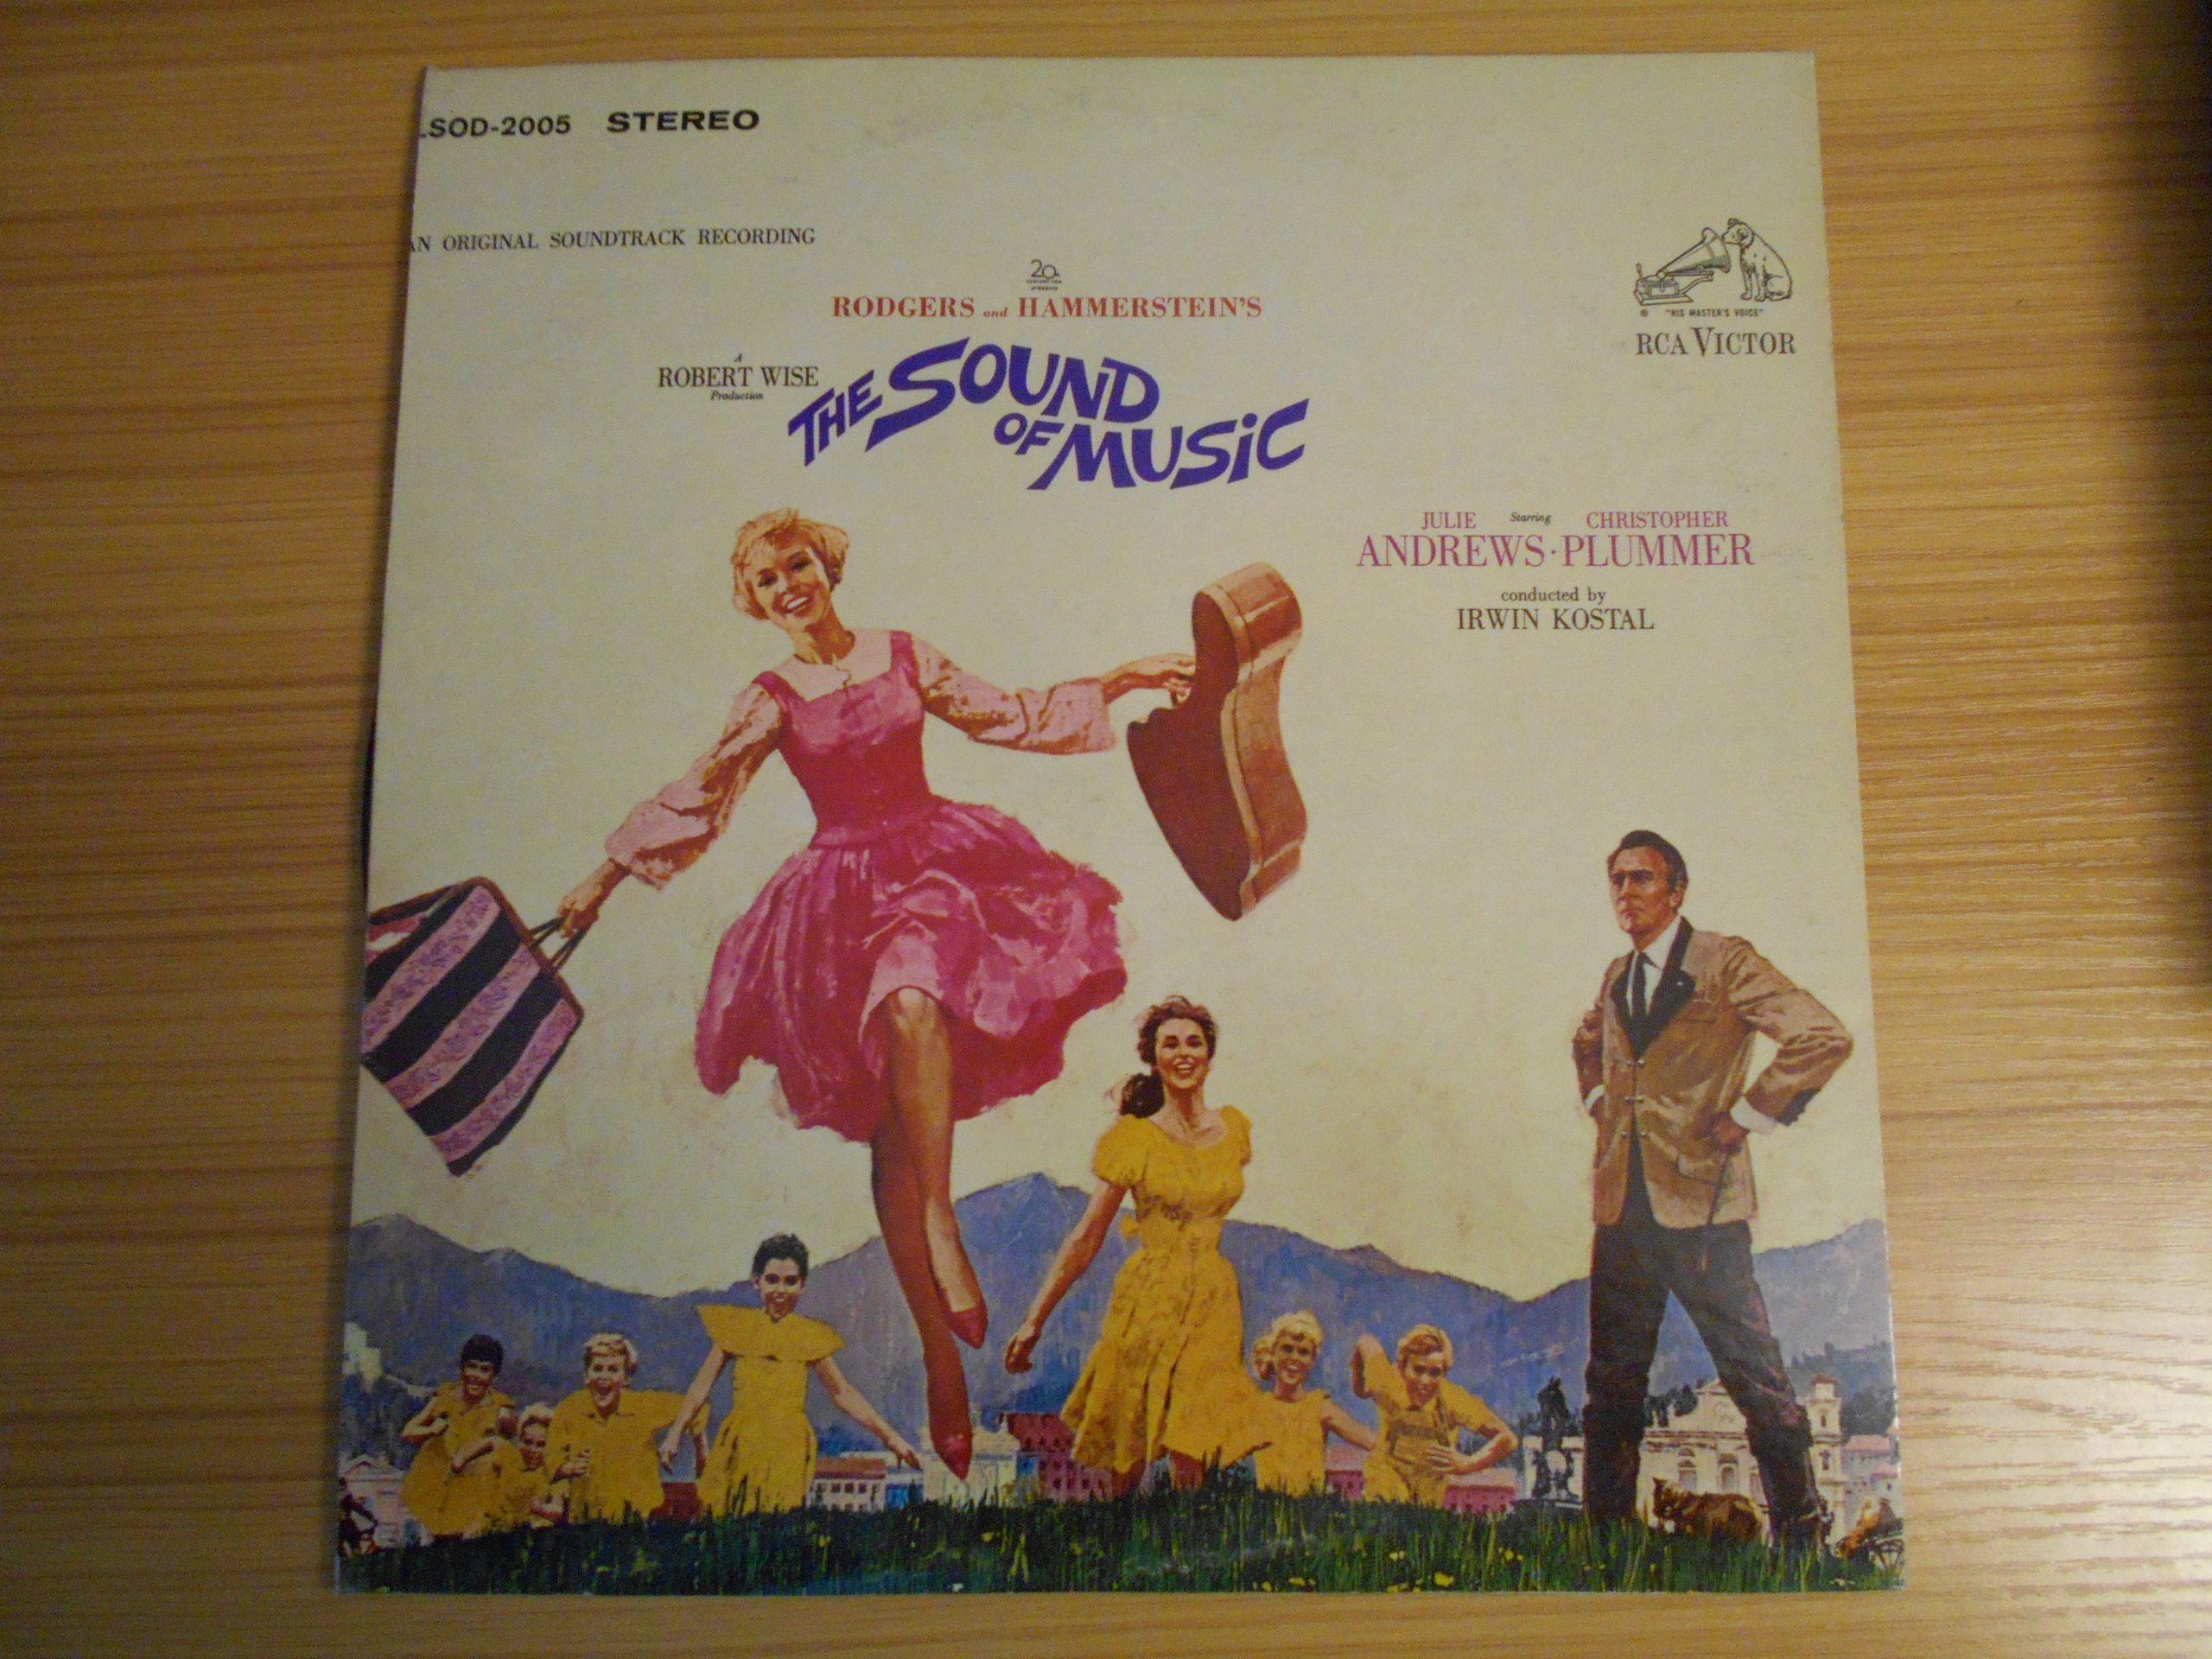 LSOD-2005 STEREO
AN ORIGINAL SOUNDTRACK RECORDING
20th
RODGERS and HAMMERSTEIN'S
A
ROBERT WISE
Production
THE SOUND
OF MUSIC
"HIS MASTER'S VOICE"
RCA VICTOR
JULIE Starring CHRISTOPHER
ANDREWS · PLUMMER
conducted by
IRWIN KOSTAL